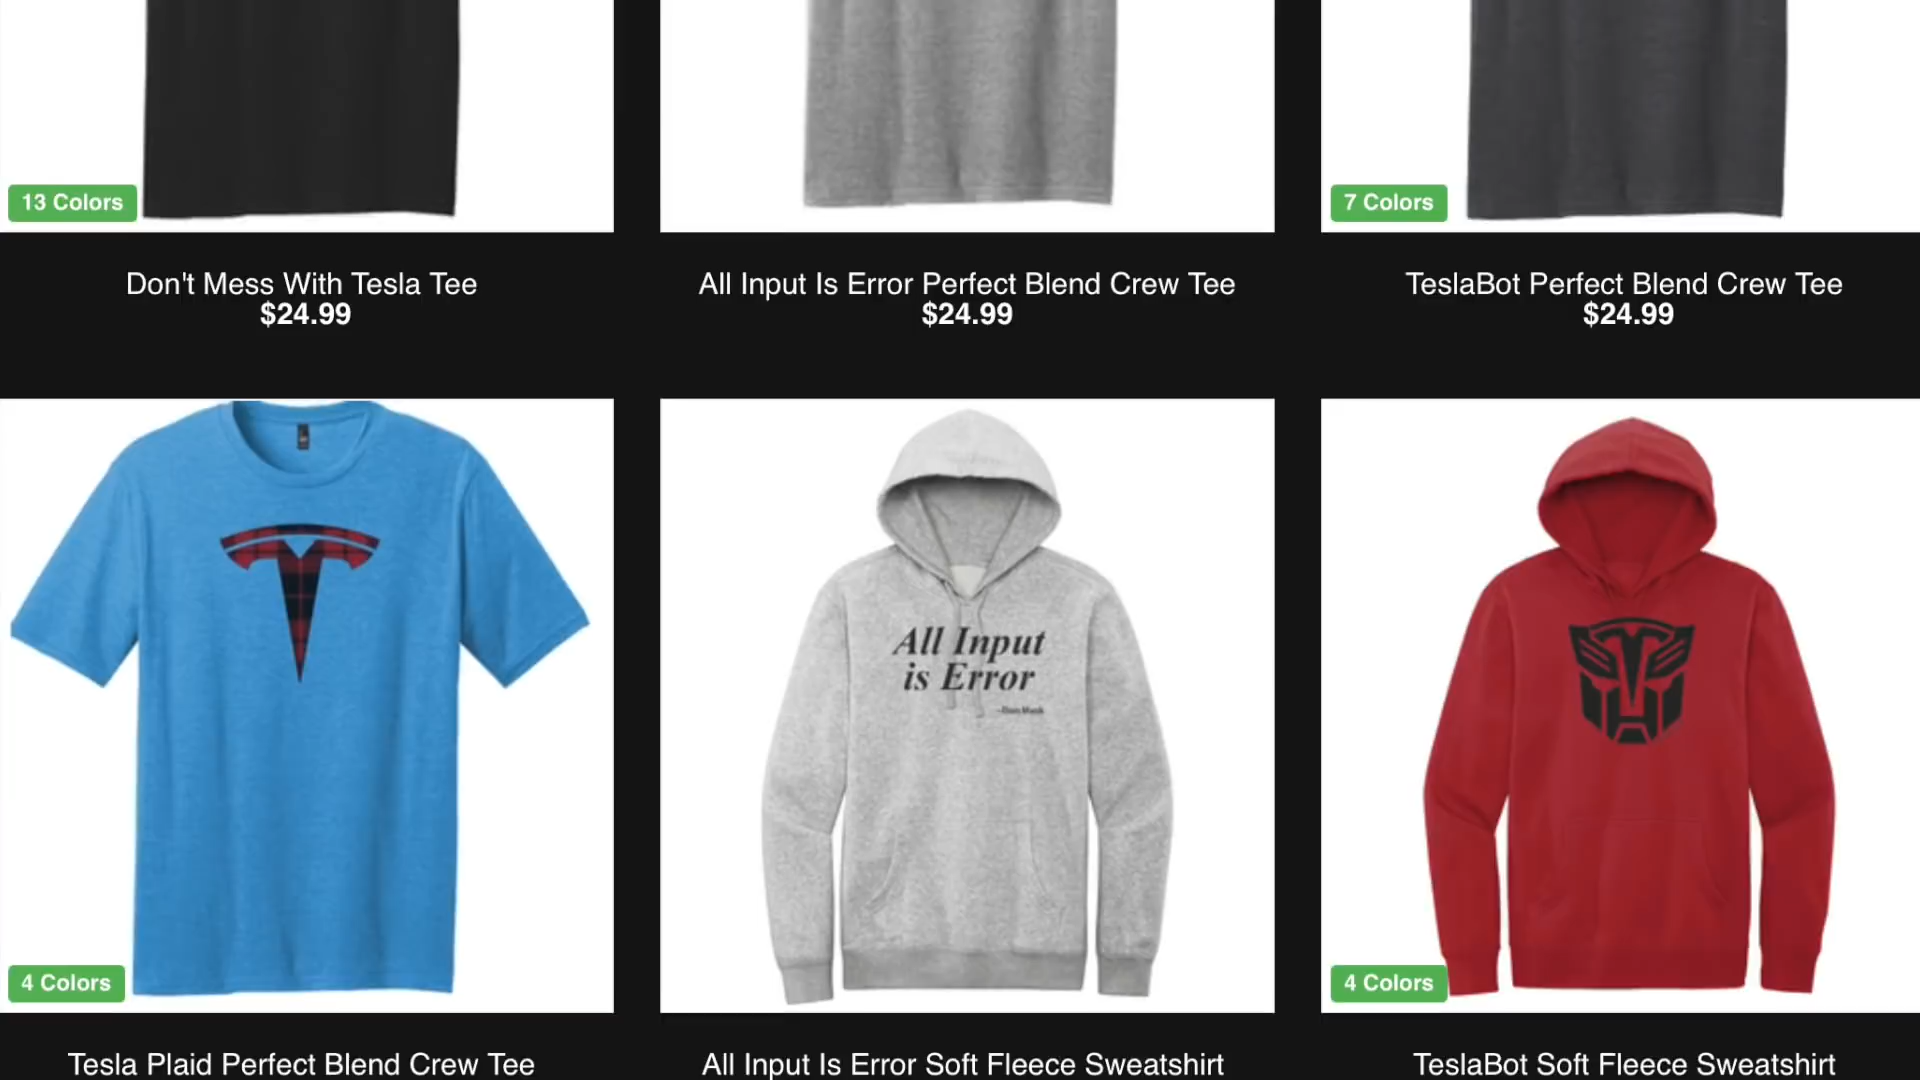 13 Colors
7 Colors
Don't Mess With Tesla Tee
$24.99
All Input Is Error Perfect Blend Crew Tee
$24.99
TeslaBot Perfect Blend Crew Tee
$24.99
All Input
is Error
–Elon Musk
4 Colors
4 Colors
Tesla Plaid Perfect Blend Crew Tee
All Input Is Error Soft Fleece Sweatshirt
TeslaBot Soft Fleece Sweatshirt